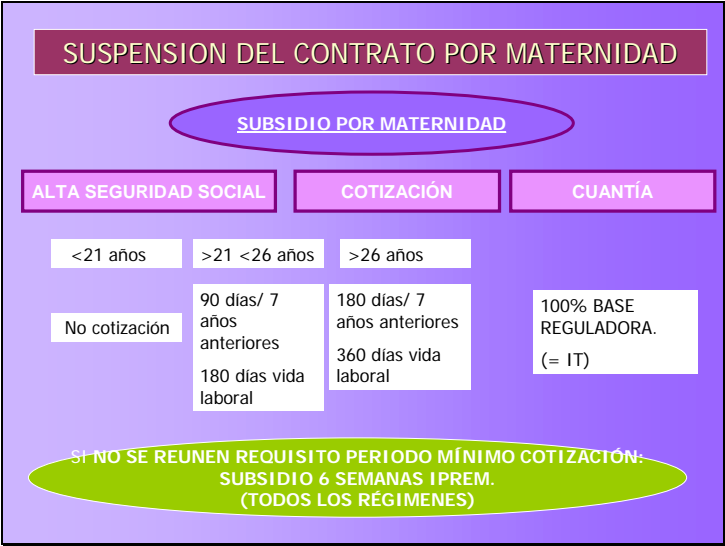 SUSPENSION DEL CONTRATO POR MATERNIDAD
SUBSIDIO POR MATERNIDAD
ALTA SEGURIDAD SOCIAL
COTIZACIÓN
CUANTÍA
<21 años
>21 <26 años
>26 años
No cotización
90 días/ 7
años
anteriores
180 días vida
laboral
180 días/ 7
años anteriores
360 días vida
laboral
100% BASE
REGULADORA.
(= IT)
SI NO SE REUNEN REQUISITO PERIODO MÍNIMO COTIZACIÓN:
SUBSIDIO 6 SEMANAS IPREM.
(TODOS LOS RÉGIMENES)